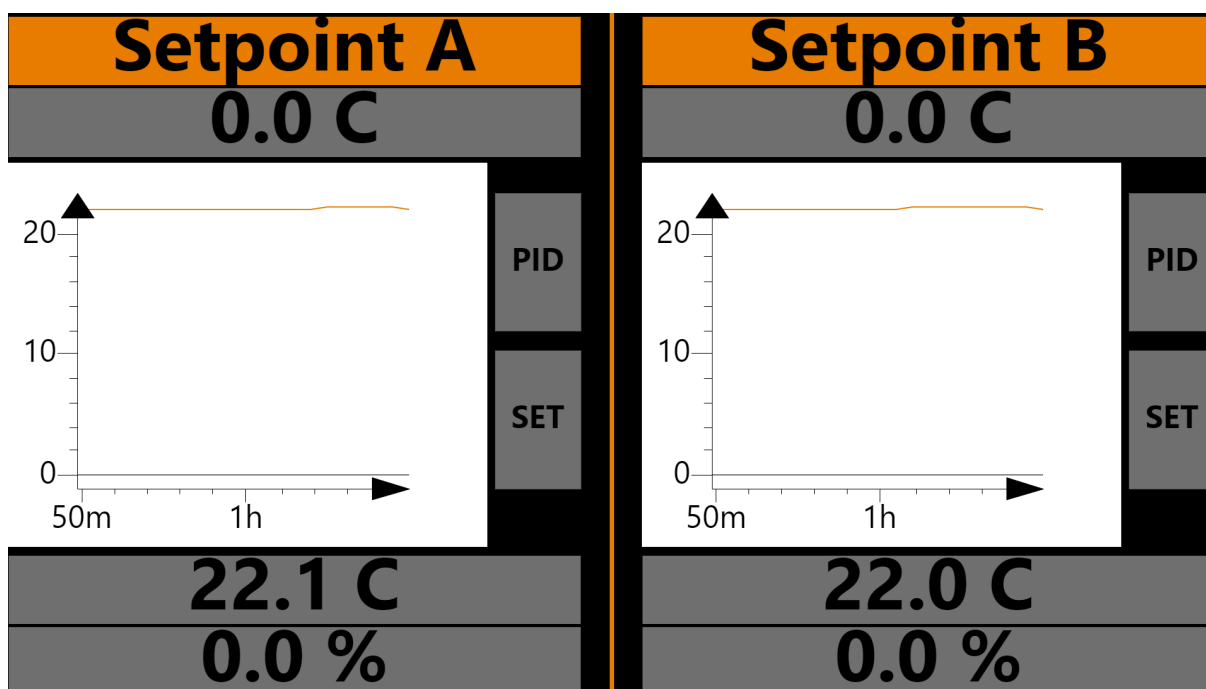 Setpoint A
0.0 C
20
10
0
50m 1h
PID
SET
22.1 C
0.0 %
Setpoint B
0.0 C
20
10
0
50m 1h
PID
SET
22.0 C
0.0 %